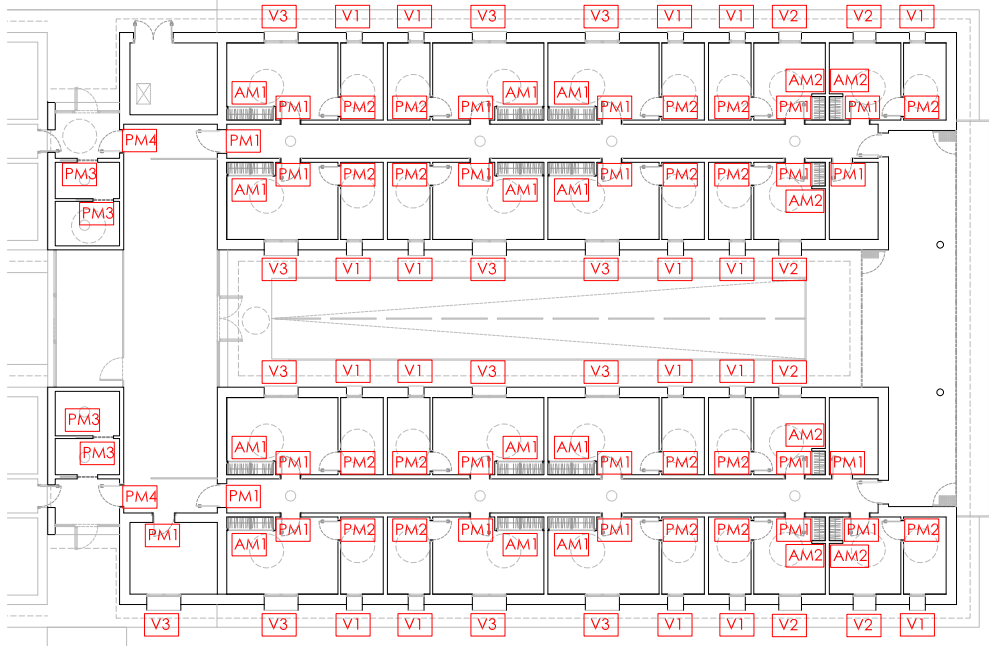 V3 V1 V1 V3 V3 V1 V1 V2 V2 V1
AM1 AM1 AM1 AM2 AM2
PM1 PM2 PM2 PM1 PM1 PM2 PM2 PM1 PM1 PM2
PM4 PM1
PM3 PM1 PM2 PM2 PM1 PM1 PM2 PM2 PM1 PM1
AM1 AM1 AM1 AM2
PM3
V3 V1 V1 V3 V3 V1 V1 V2
V3 V1 V1 V3 V3 V1 V1 V2
PM3
AM1 AM1 AM1 AM2
PM3 PM1 PM2 PM2 PM1 PM1 PM2 PM2 PM1 PM1
PM4 PM1
PM1 PM1 PM2 PM2 PM1 PM1 PM2 PM2 PM1 PM1 PM2
AM1 AM1 AM1 AM2 AM2
V3 V3 V1 V1 V3 V3 V1 V1 V2 V2 V1